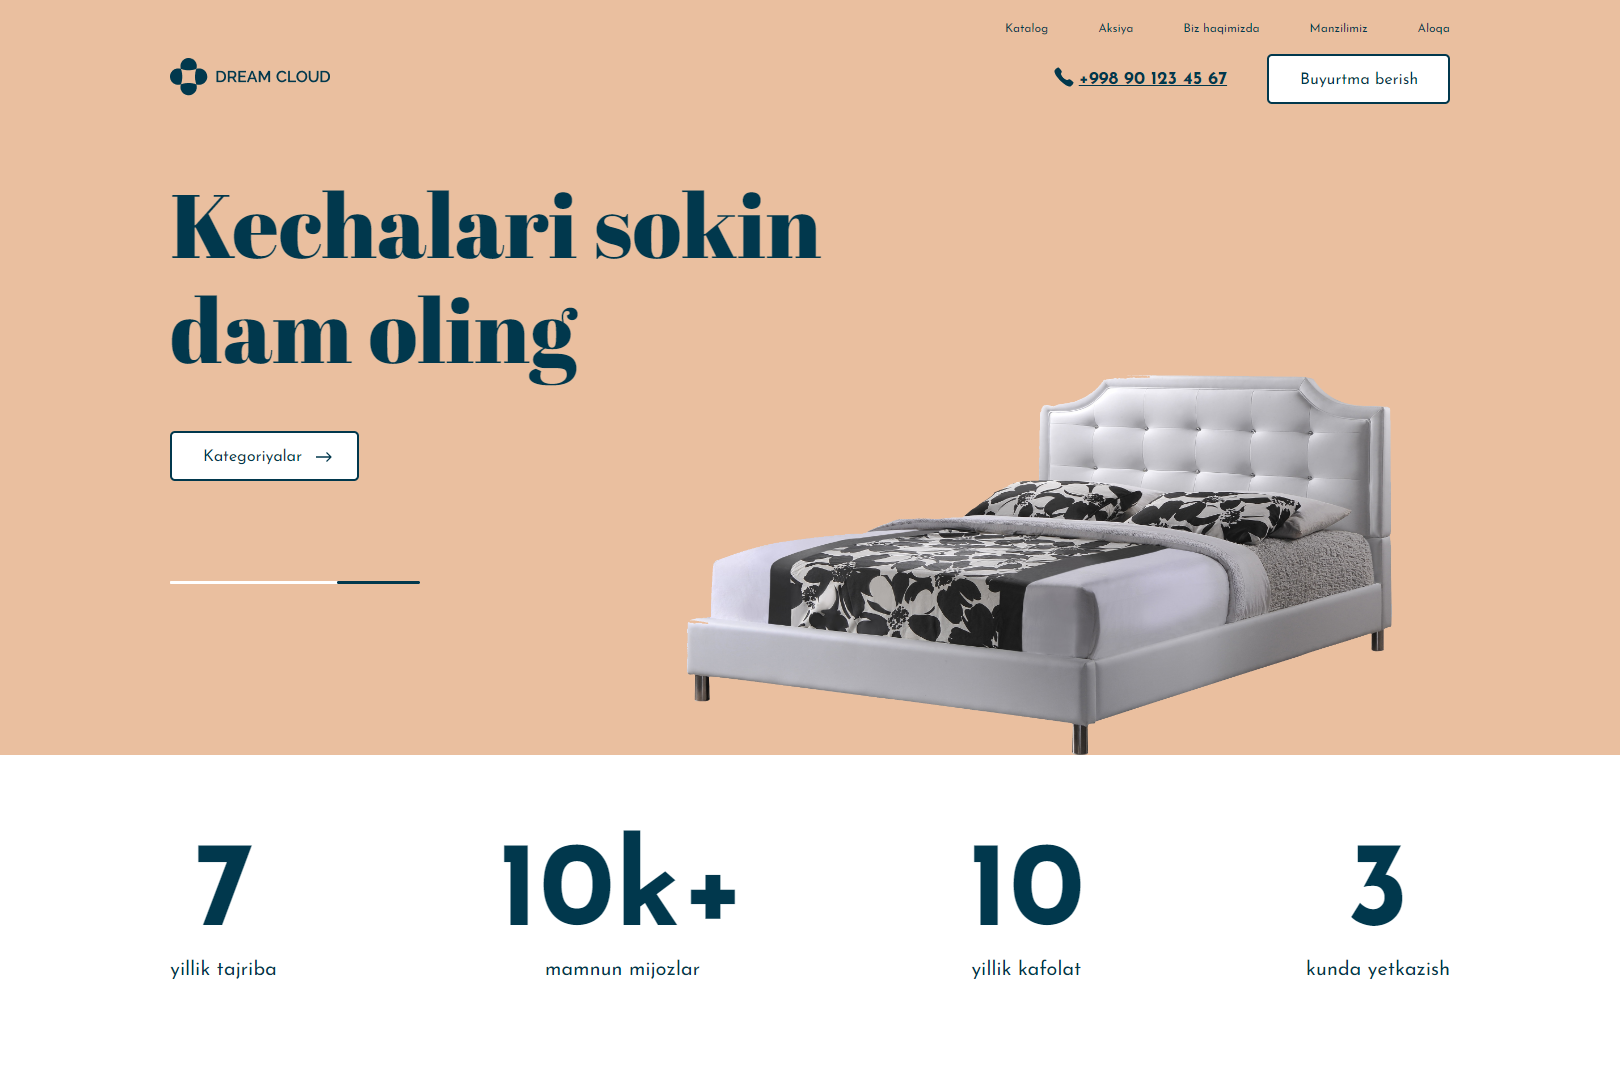 Katalog Aksiya Biz haqimizda Manzilimiz Aloqa
DREAM CLOUD
+998 90 123 45 67
Buyurtma berish
Kechalari sokin
dam oling
Kategoriyalar
7
yillik tajriba
10k+
mamnun mijozlar
10
yillik kafolat
3
kunda yetkazish